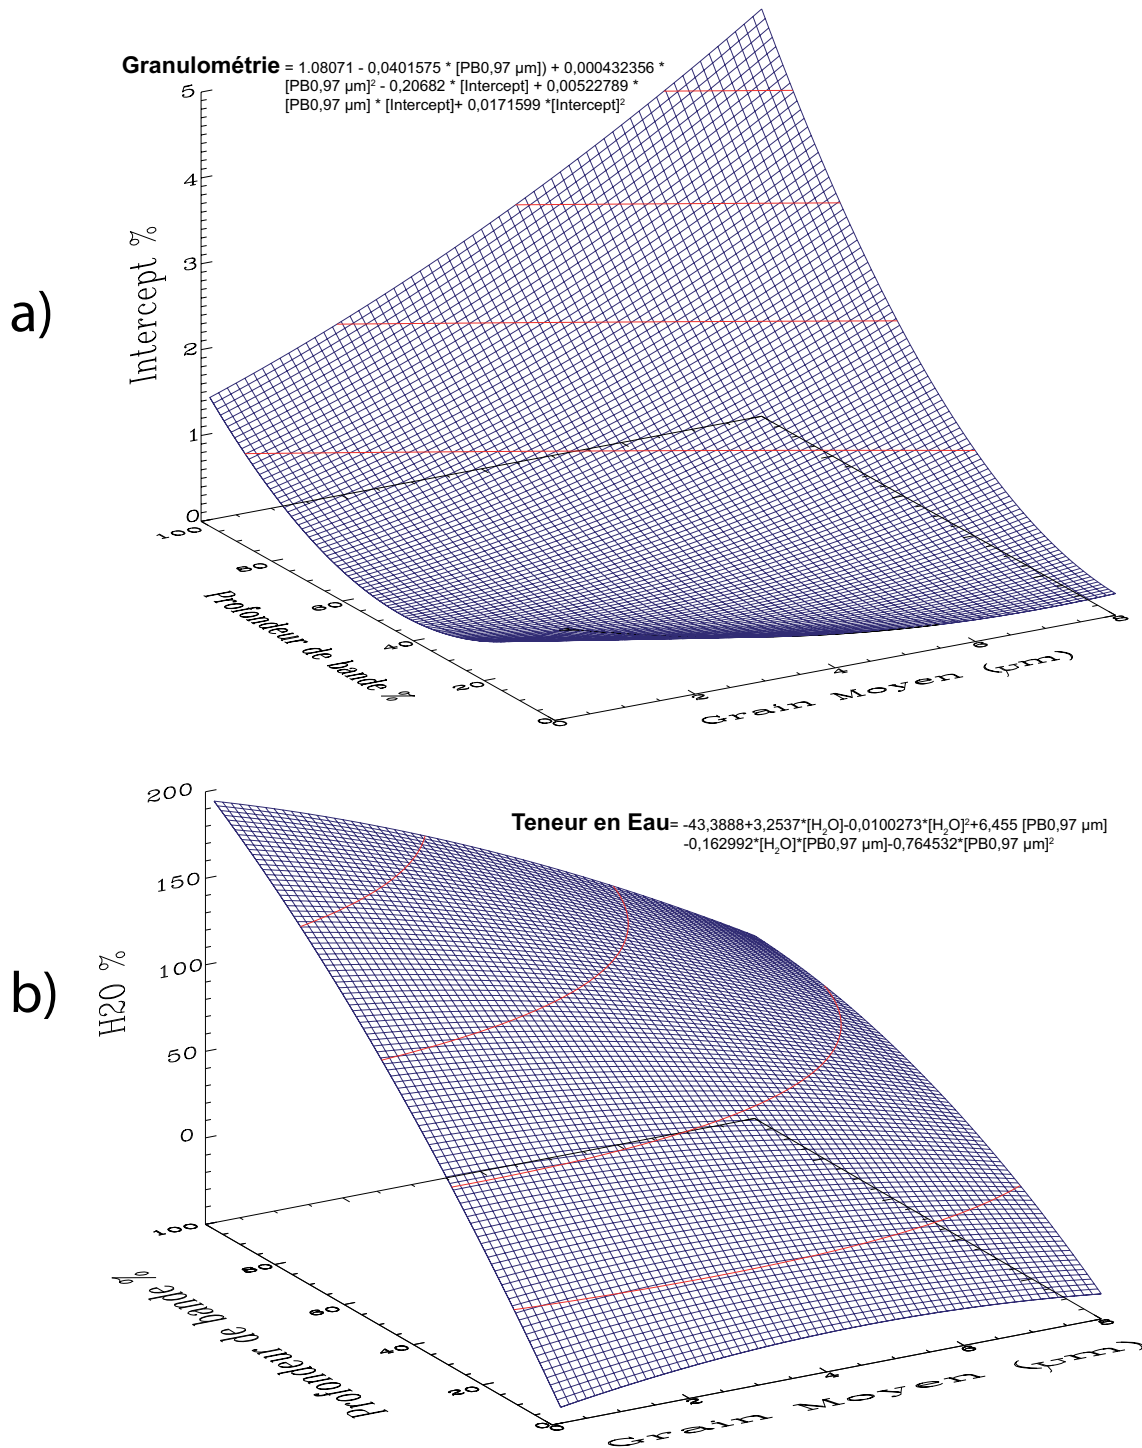 Granulométrie = 1.08071 - 0,0401575 * [PB0,97 µm]) + 0,000432356 *
[PB0,97 µm]² - 0,20682 * [Intercept] + 0,00522789 *
[PB0,97 µm] * [Intercept]+ 0,0171599 *[Intercept]²
5
4
3
2
1
0
Intercept %
a)
100
80
60
40
20
0
Profondeur de bande %
0
2
4
6
8
Grain Moyen (µm)
Teneur en Eau= -43,3888+3,2537*[H₂O]-0,0100273*[H₂O]²+6,455 [PB0,97 µm]
-0,162992*[H₂O]*[PB0,97 µm]-0,764532*[PB0,97 µm]²
200
150
100
50
0
H20 %
b)
100
80
60
40
20
0
Profondeur de bande %
0
2
4
6
8
Grain Moyen (µm)